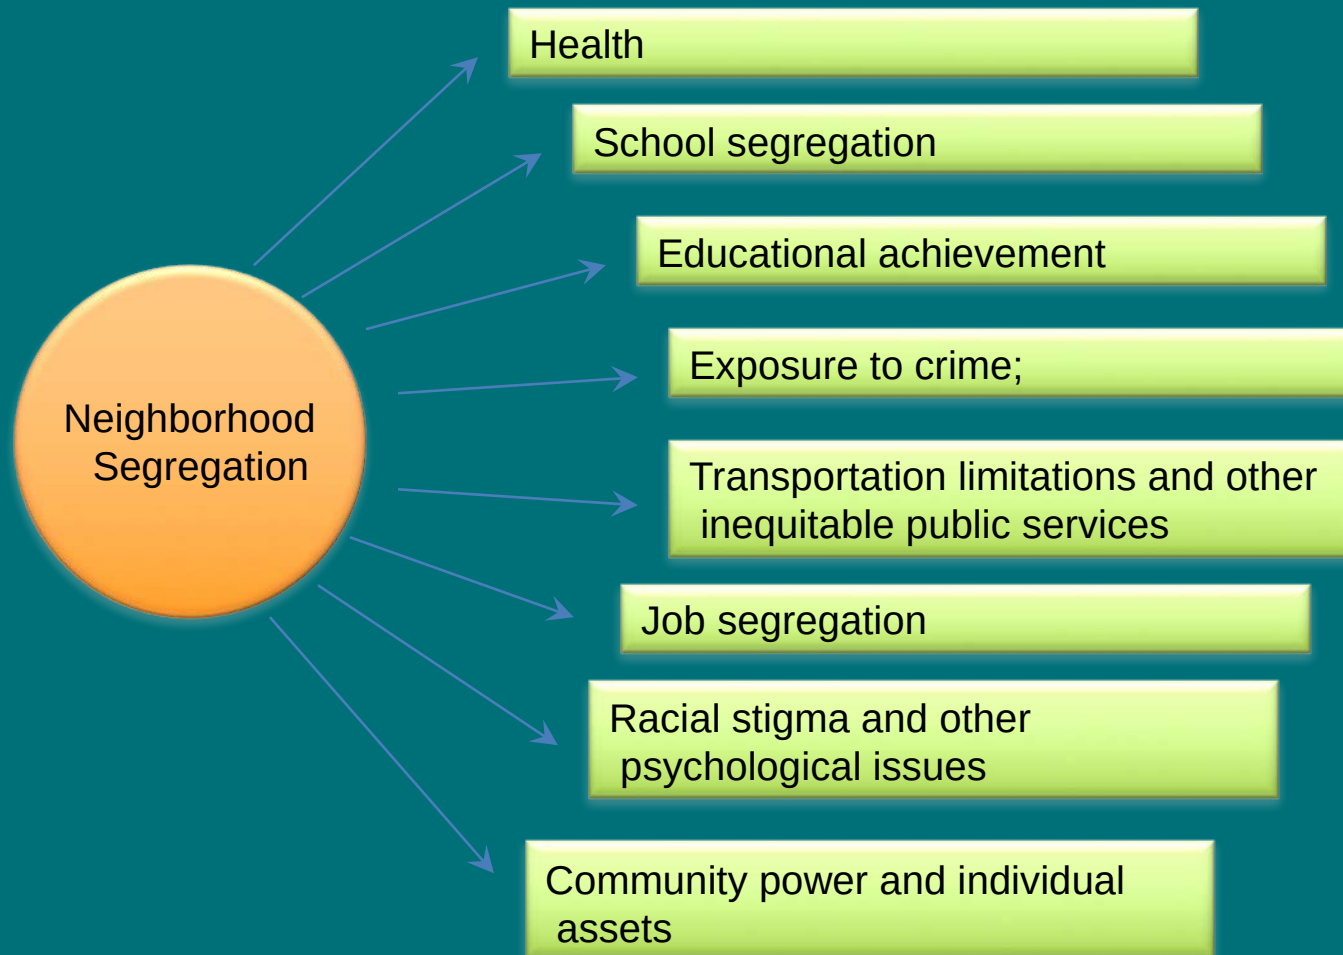 Health
School segregation
Educational achievement
Exposure to crime;
Neighborhood
Segregation
Transportation limitations and other
inequitable public services
Job segregation
Racial stigma and other
psychological issues
Community power and individual
assets